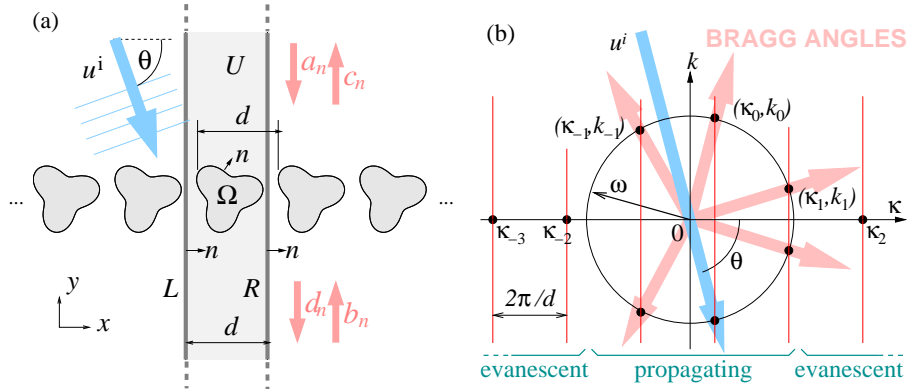 (a)
u^i
θ
U
a_n
c_n
d
n
Ω
...
...
n
n
y
x
L
R
d_n
b_n
d
(b)
u^i
BRAGG ANGLES
k
(κ_{-1},k_{-1})
(κ_0,k_0)
ω
(κ_1,k_1)
κ
κ_{-3}
κ_{-2}
0
θ
κ_2
2π/d
evanescent
propagating
evanescent